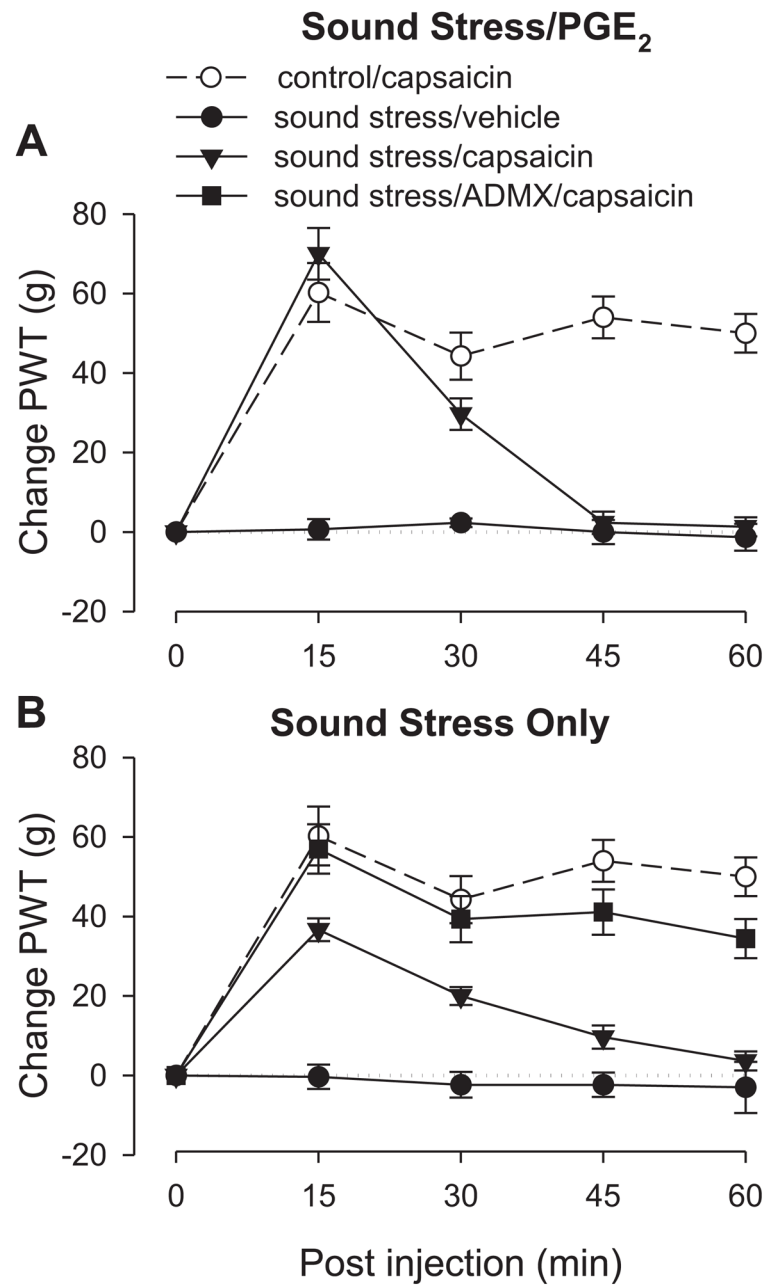 Sound Stress/PGE₂
control/capsaicin
sound stress/vehicle
A
sound stress/capsaicin
sound stress/ADMX/capsaicin
80
60
40
20
0
-20
Change PWT (g)
0 15 30 45 60
B
Sound Stress Only
80
60
40
20
0
-20
Change PWT (g)
0 15 30 45 60
Post injection (min)